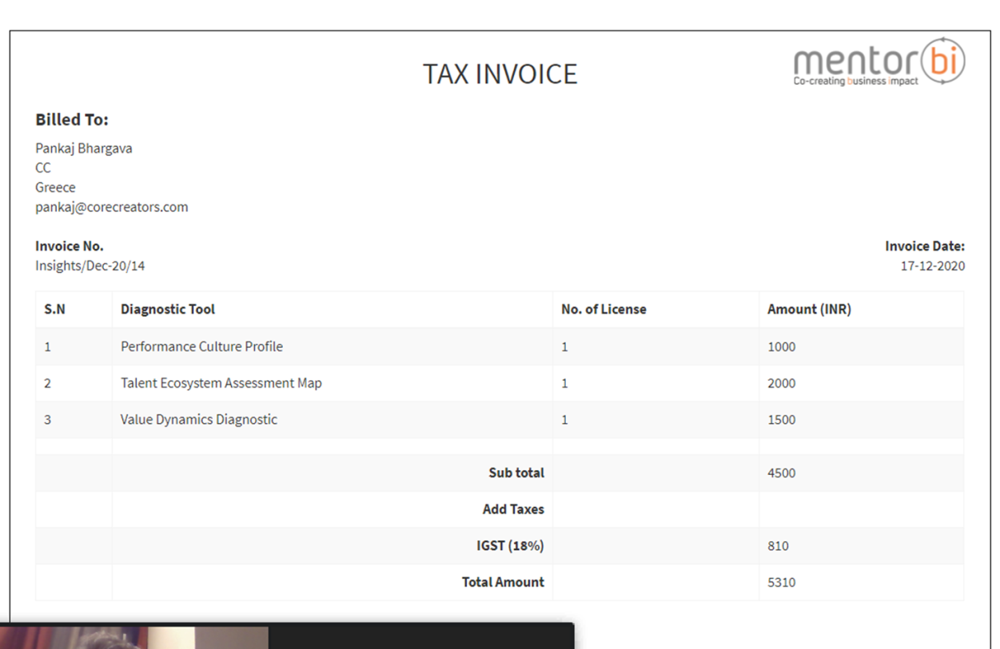 TAX INVOICE
mentor bi
Co-creating business impact
Billed To:
Pankaj Bhargava
CC
Greece
pankaj@corecreators.com
Invoice No. Invoice Date:
Insights/Dec-20/14 17-12-2020
S.N Diagnostic Tool No. of License Amount (INR)
1 Performance Culture Profile 1 1000
2 Talent Ecosystem Assessment Map 1 2000
3 Value Dynamics Diagnostic 1 1500
Sub total 4500
Add Taxes
IGST (18%) 810
Total Amount 5310